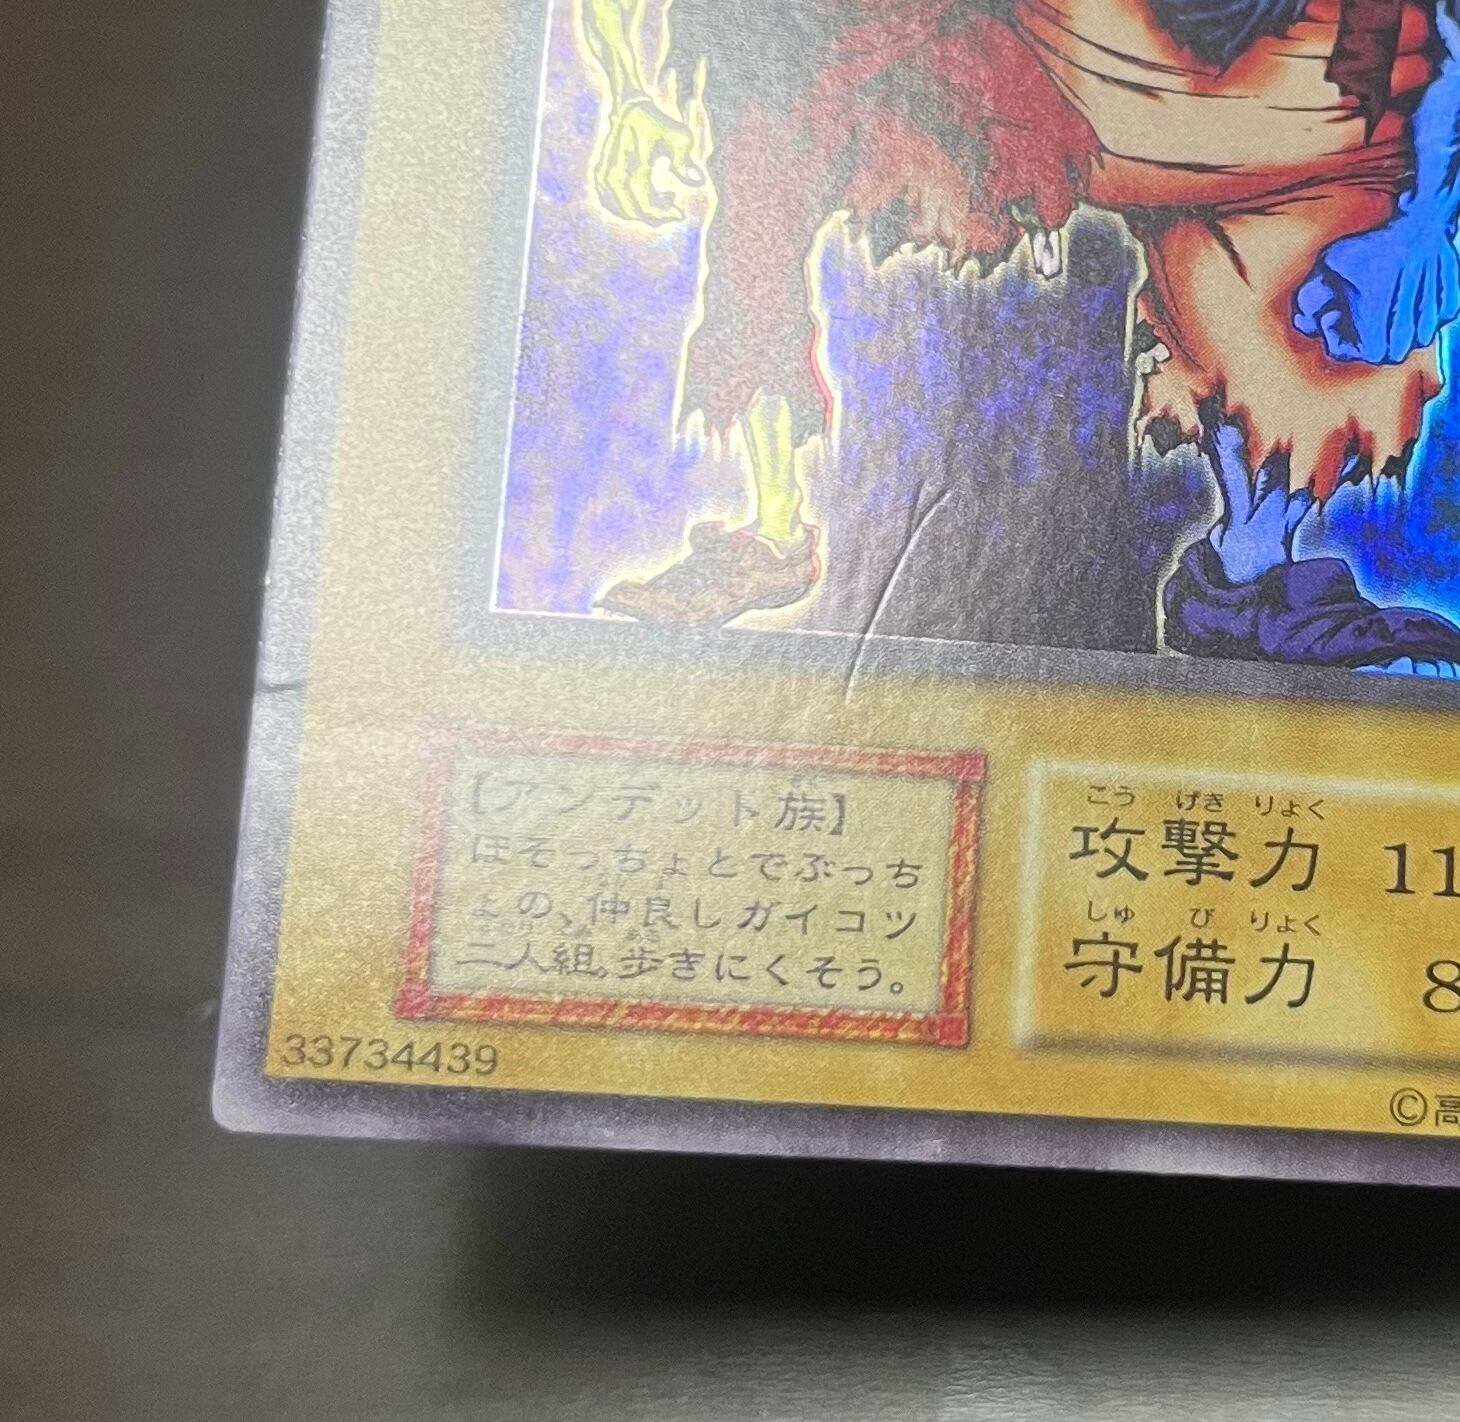 【アンデット族】
ほそっちょとでぶっち
ょの、仲良しガイコツ
二人組。歩きにくそう。
33734439
こう げき りょく
攻撃力 11
しゅ び りょく
守備力 8
©高